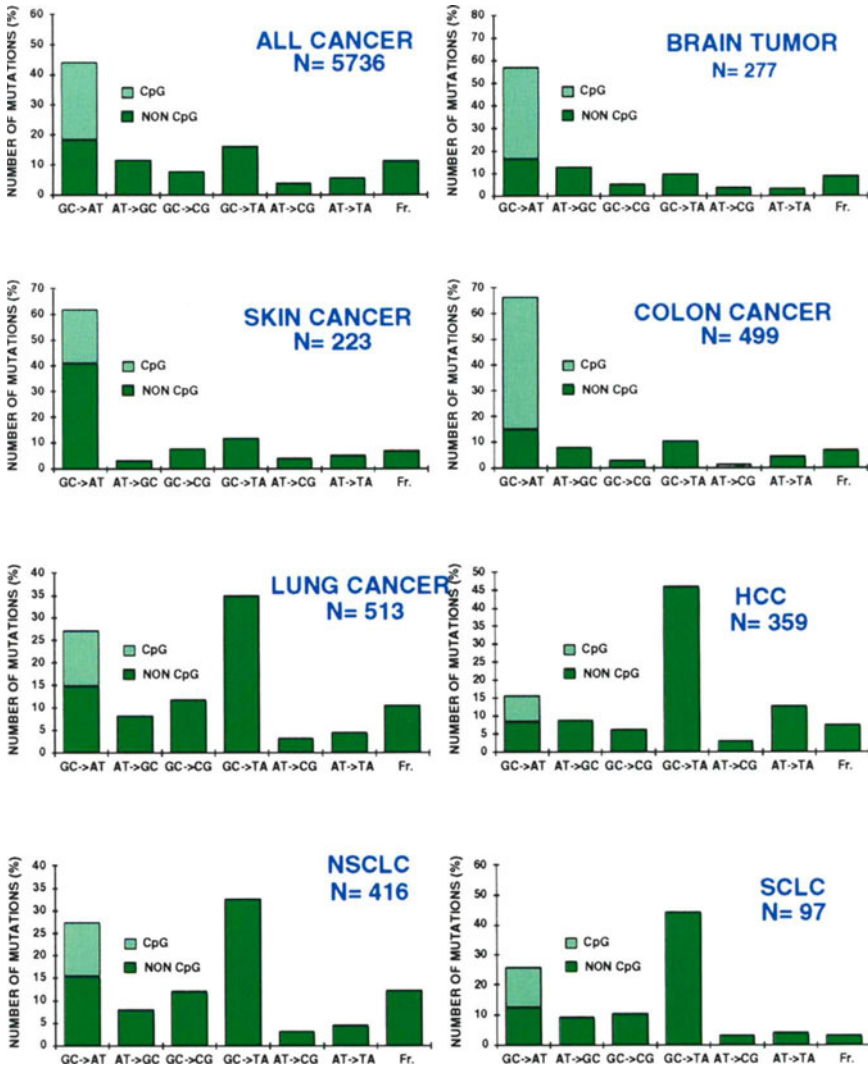 NUMBER OF MUTATIONS (%)
60
50
40
30
20
10
0
ALL CANCER
N= 5736
CpG
NON CpG
GC->AT AT->GC GC->CG GC->TA AT->CG AT->TA Fr.
NUMBER OF MUTATIONS (%)
80
70
60
50
40
30
20
10
0
BRAIN TUMOR
N= 277
CpG
NON CpG
GC->AT AT->GC GC->CG GC->TA AT->CG AT->TA Fr.
NUMBER OF MUTATIONS (%)
70
60
50
40
30
20
10
0
SKIN CANCER
N= 223
CpG
NON CpG
GC->AT AT->GC GC->CG GC->TA AT->CG AT->TA Fr.
NUMBER OF MUTATIONS (%)
70
60
50
40
30
20
10
0
COLON CANCER
N= 499
CpG
NON CpG
GC->AT AT->GC GC->CG GC->TA AT->CG AT->TA Fr.
NUMBER OF MUTATIONS (%)
40
35
30
25
20
15
10
5
0
LUNG CANCER
N= 513
CpG
NON CpG
GC->AT AT->GC GC->CG GC->TA AT->CG AT->TA Fr.
NUMBER OF MUTATIONS (%)
50
45
40
35
30
25
20
15
10
5
0
HCC
N= 359
CpG
NON CpG
GC->AT AT->GC GC->CG GC->TA AT->CG AT->TA Fr.
NUMBER OF MUTATIONS (%)
40
35
30
25
20
15
10
5
0
NSCLC
N= 416
CpG
NON CpG
GC->AT AT->GC GC->CG GC->TA AT->CG AT->TA Fr.
NUMBER OF MUTATIONS (%)
60
50
40
30
20
10
0
SCLC
N= 97
CpG
NON CpG
GC->AT AT->GC GC->CG GC->TA AT->CG AT->TA Fr.